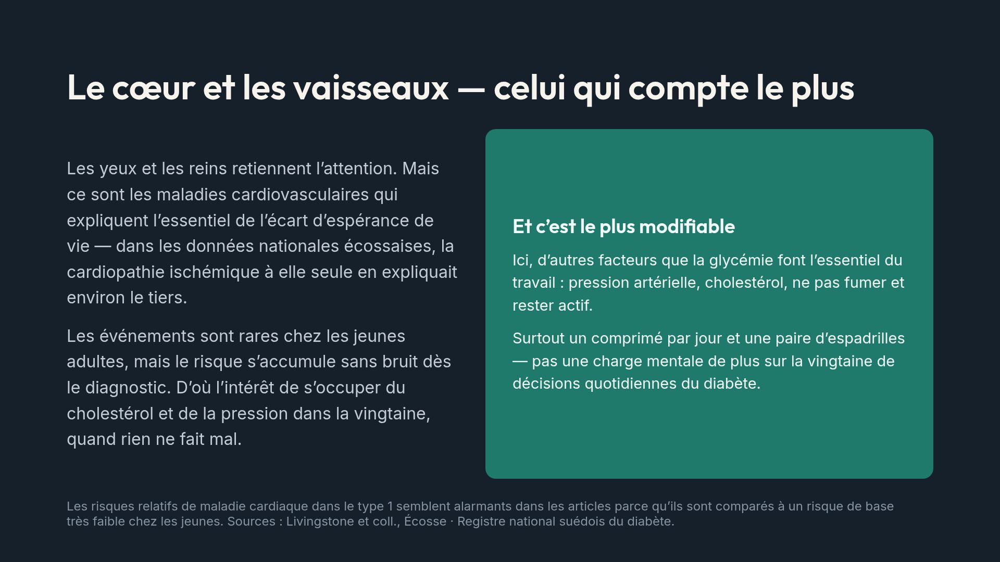 Le cœur et les vaisseaux — celui qui compte le plus
Les yeux et les reins retiennent l’attention. Mais
ce sont les maladies cardiovasculaires qui
expliquent l’essentiel de l’écart d’espérance de
vie — dans les données nationales écossaises, la
cardiopathie ischémique à elle seule en expliquait
environ le tiers.
Les événements sont rares chez les jeunes
adultes, mais le risque s’accumule sans bruit dès
le diagnostic. D’où l’intérêt de s’occuper du
cholestérol et de la pression dans la vingtaine,
quand rien ne fait mal.
Et c’est le plus modifiable
Ici, d’autres facteurs que la glycémie font l’essentiel du
travail : pression artérielle, cholestérol, ne pas fumer et
rester actif.
Surtout un comprimé par jour et une paire d’espadrilles
— pas une charge mentale de plus sur la vingtaine de
décisions quotidiennes du diabète.
Les risques relatifs de maladie cardiaque dans le type 1 semblent alarmants dans les articles parce qu’ils sont comparés à un risque de base
très faible chez les jeunes. Sources : Livingstone et coll., Écosse · Registre national suédois du diabète.